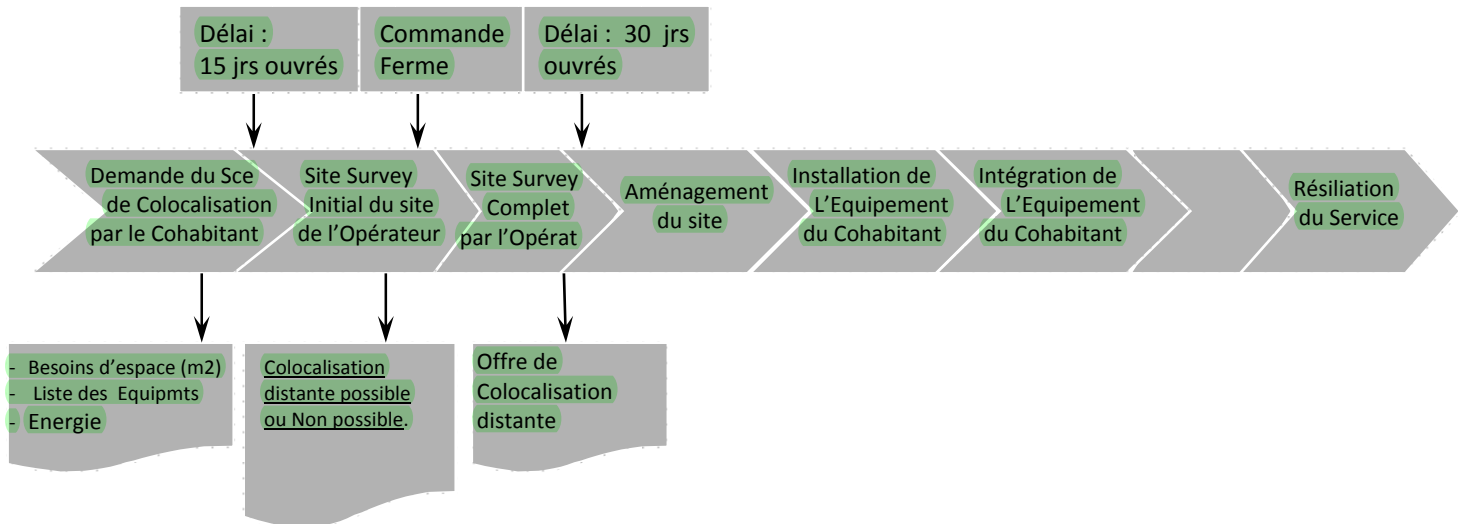 Délai :
15 jrs ouvrés
Commande
Ferme
Délai : 30 jrs
ouvrés
Demande du Sce
de Colocalisation
par le Cohabitant
Site Survey
Initial du site
de l’Opérateur
Site Survey
Complet
par l’Opérat
Aménagement
du site
Installation de
L’Equipement
du Cohabitant
Intégration de
L’Equipement
du Cohabitant
Résiliation
du Service
- Besoins d’espace (m2)
- Liste des Equipmts
- Energie
Colocalisation
distante possible
ou Non possible.
Offre de
Colocalisation
distante